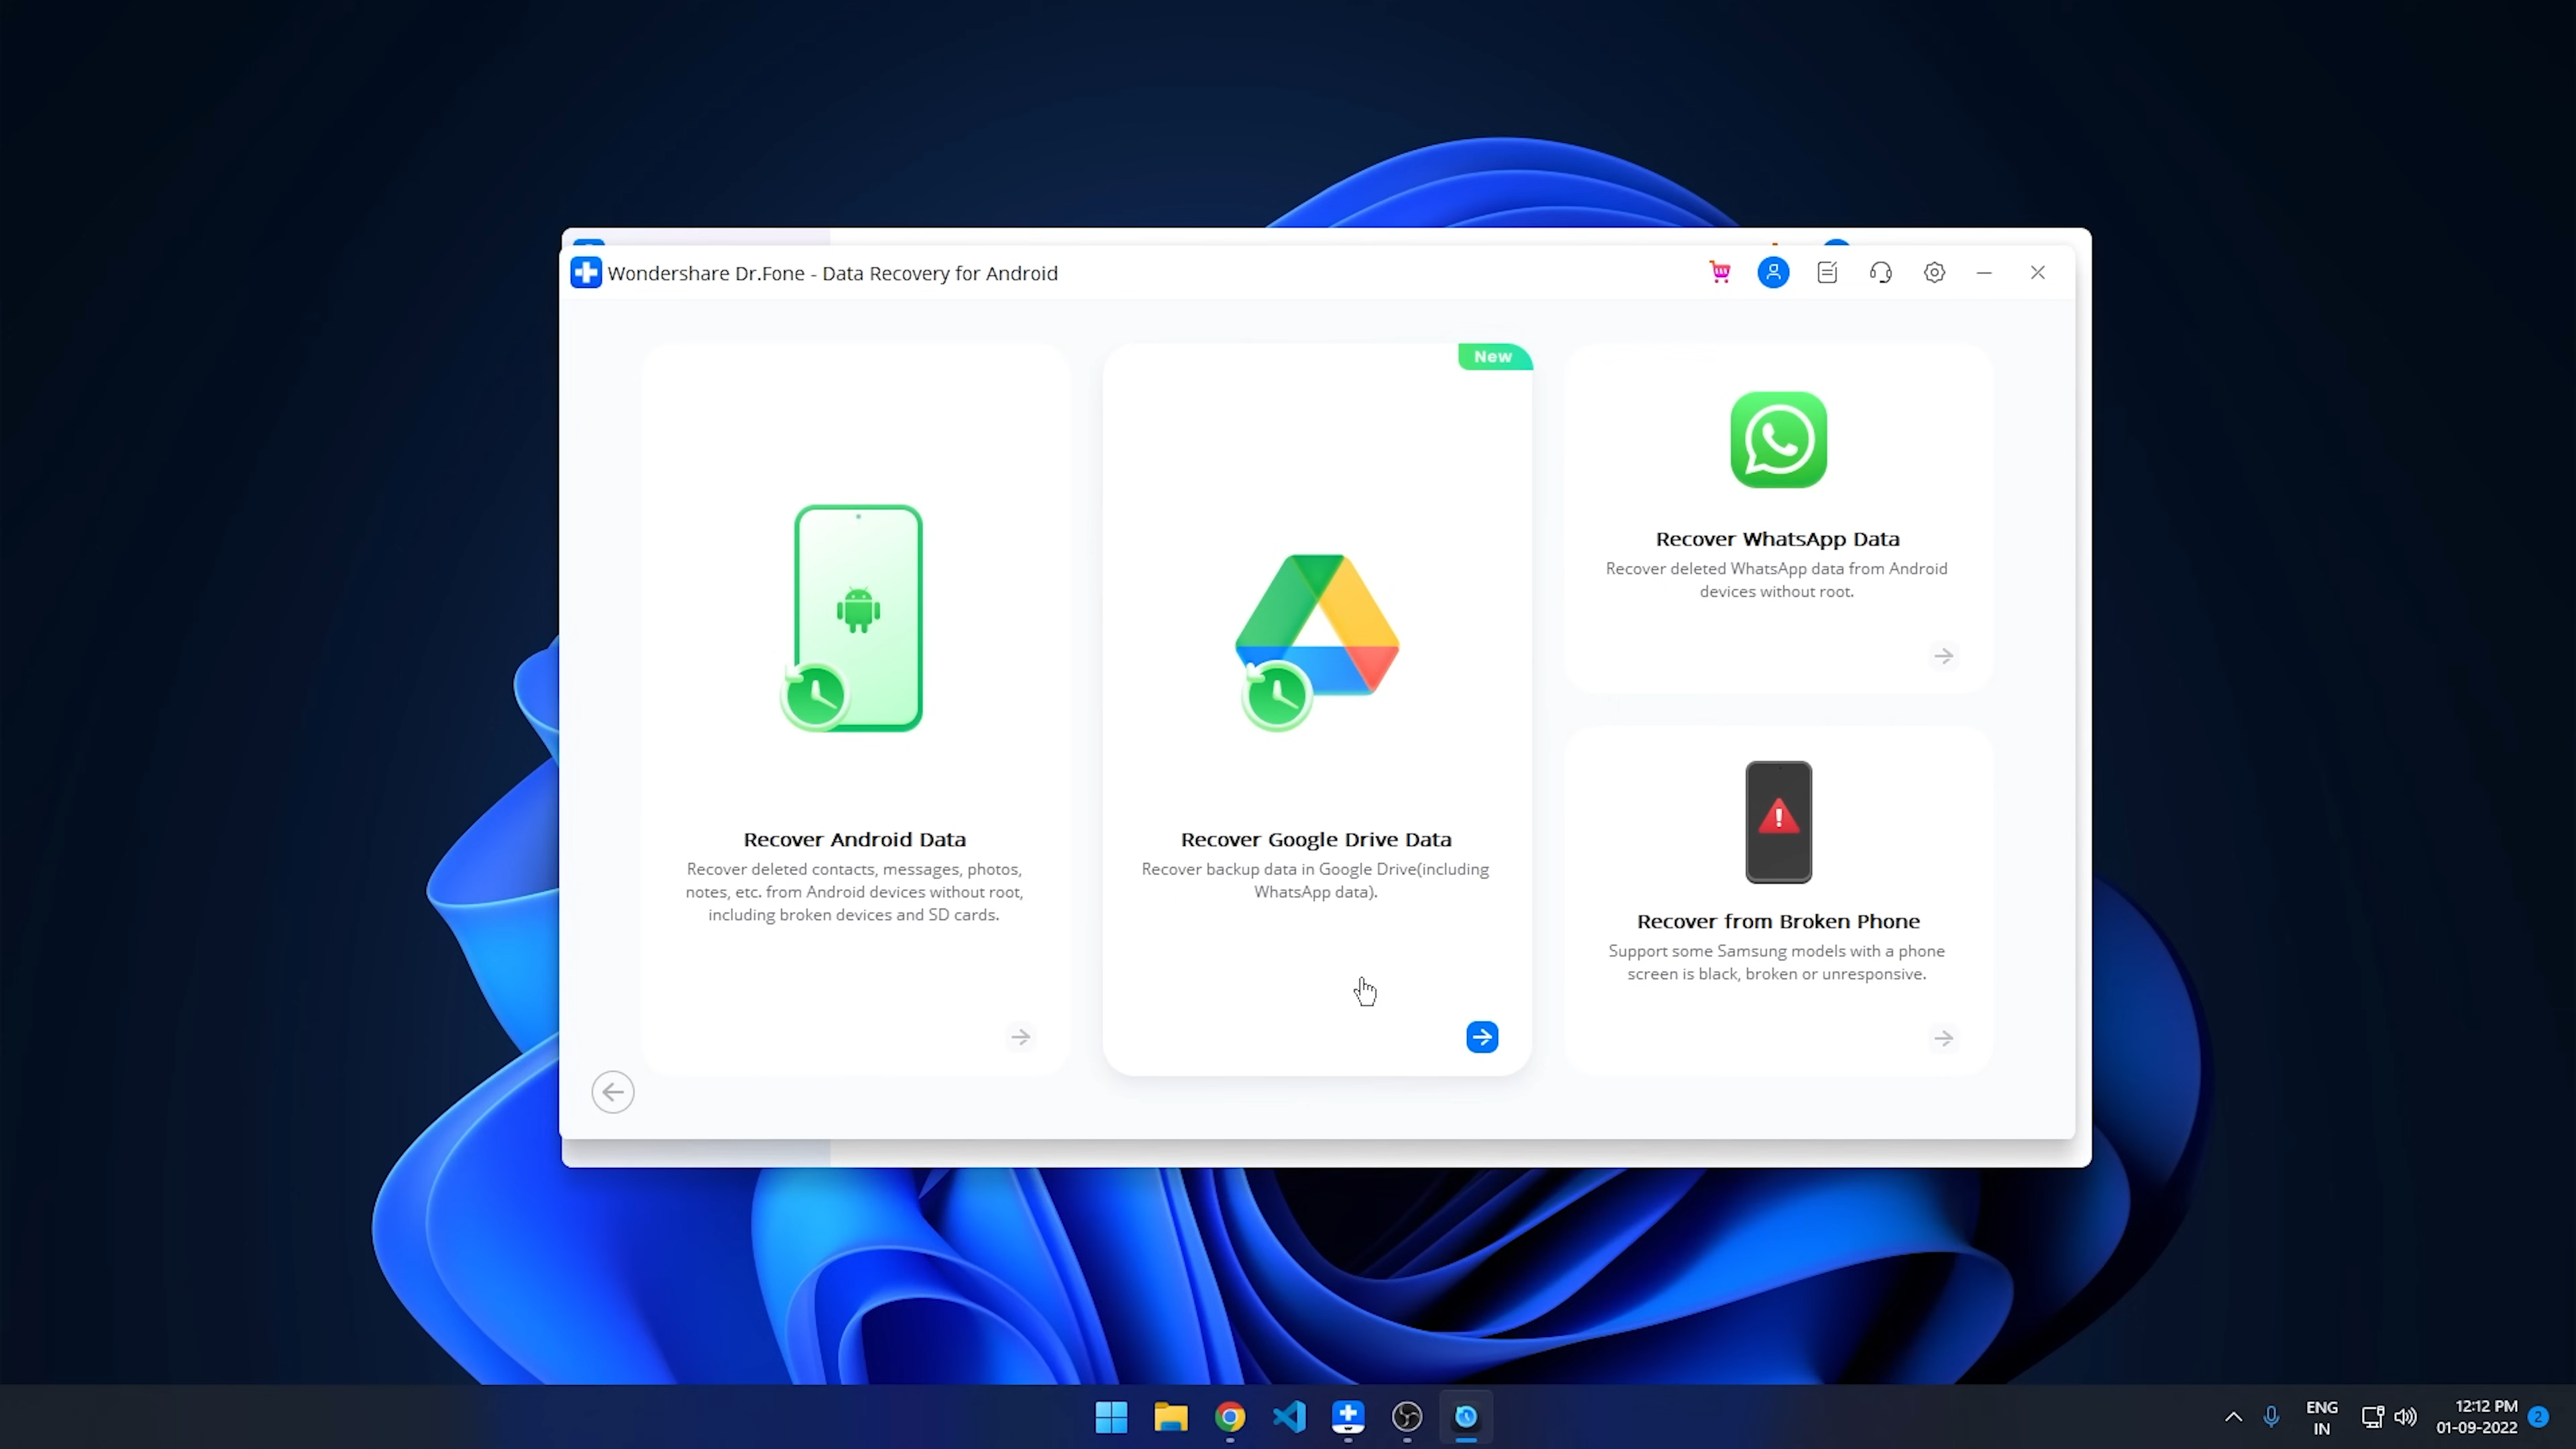 Wondershare Dr.Fone - Data Recovery for Android
New
Recover Android Data
Recover deleted contacts, messages, photos,
notes, etc. from Android devices without root,
including broken devices and SD cards.
Recover Google Drive Data
Recover backup data in Google Drive(including
WhatsApp data).
Recover WhatsApp Data
Recover deleted WhatsApp data from Android
devices without root.
Recover from Broken Phone
Support some Samsung models with a phone
screen is black, broken or unresponsive.
ENG
IN
12:12 PM
01-09-2022
2